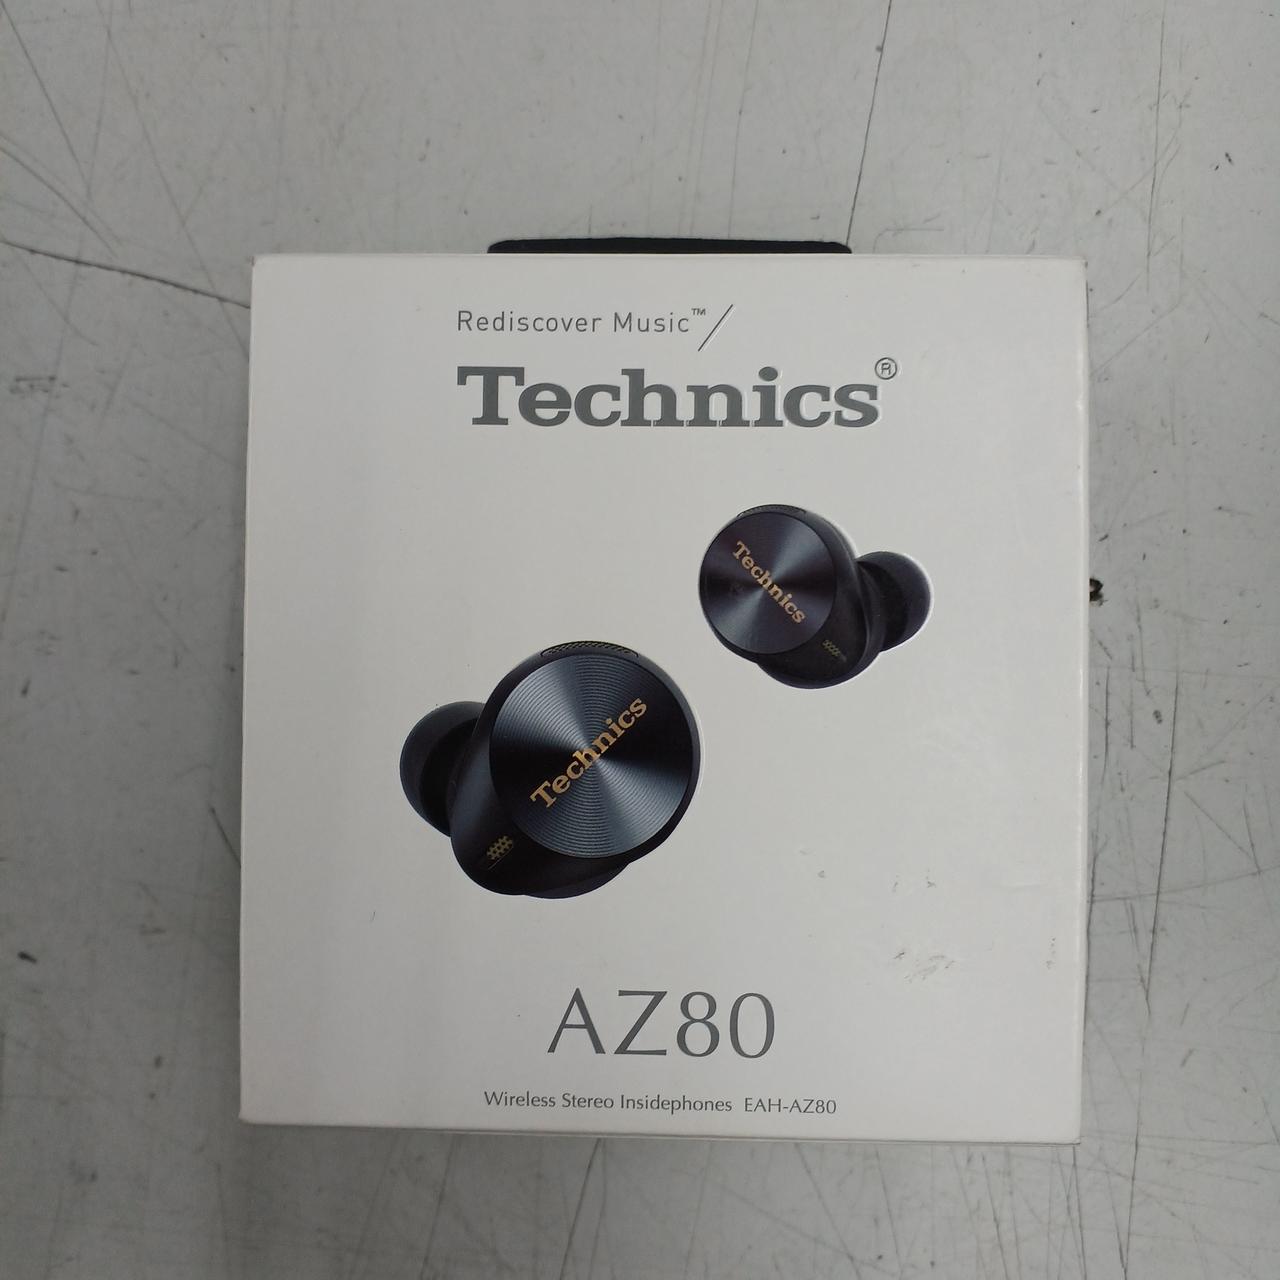 Rediscover Music™/
Technics®
Technics
Technics
AZ80
Wireless Stereo Insidephones EAH-AZ80